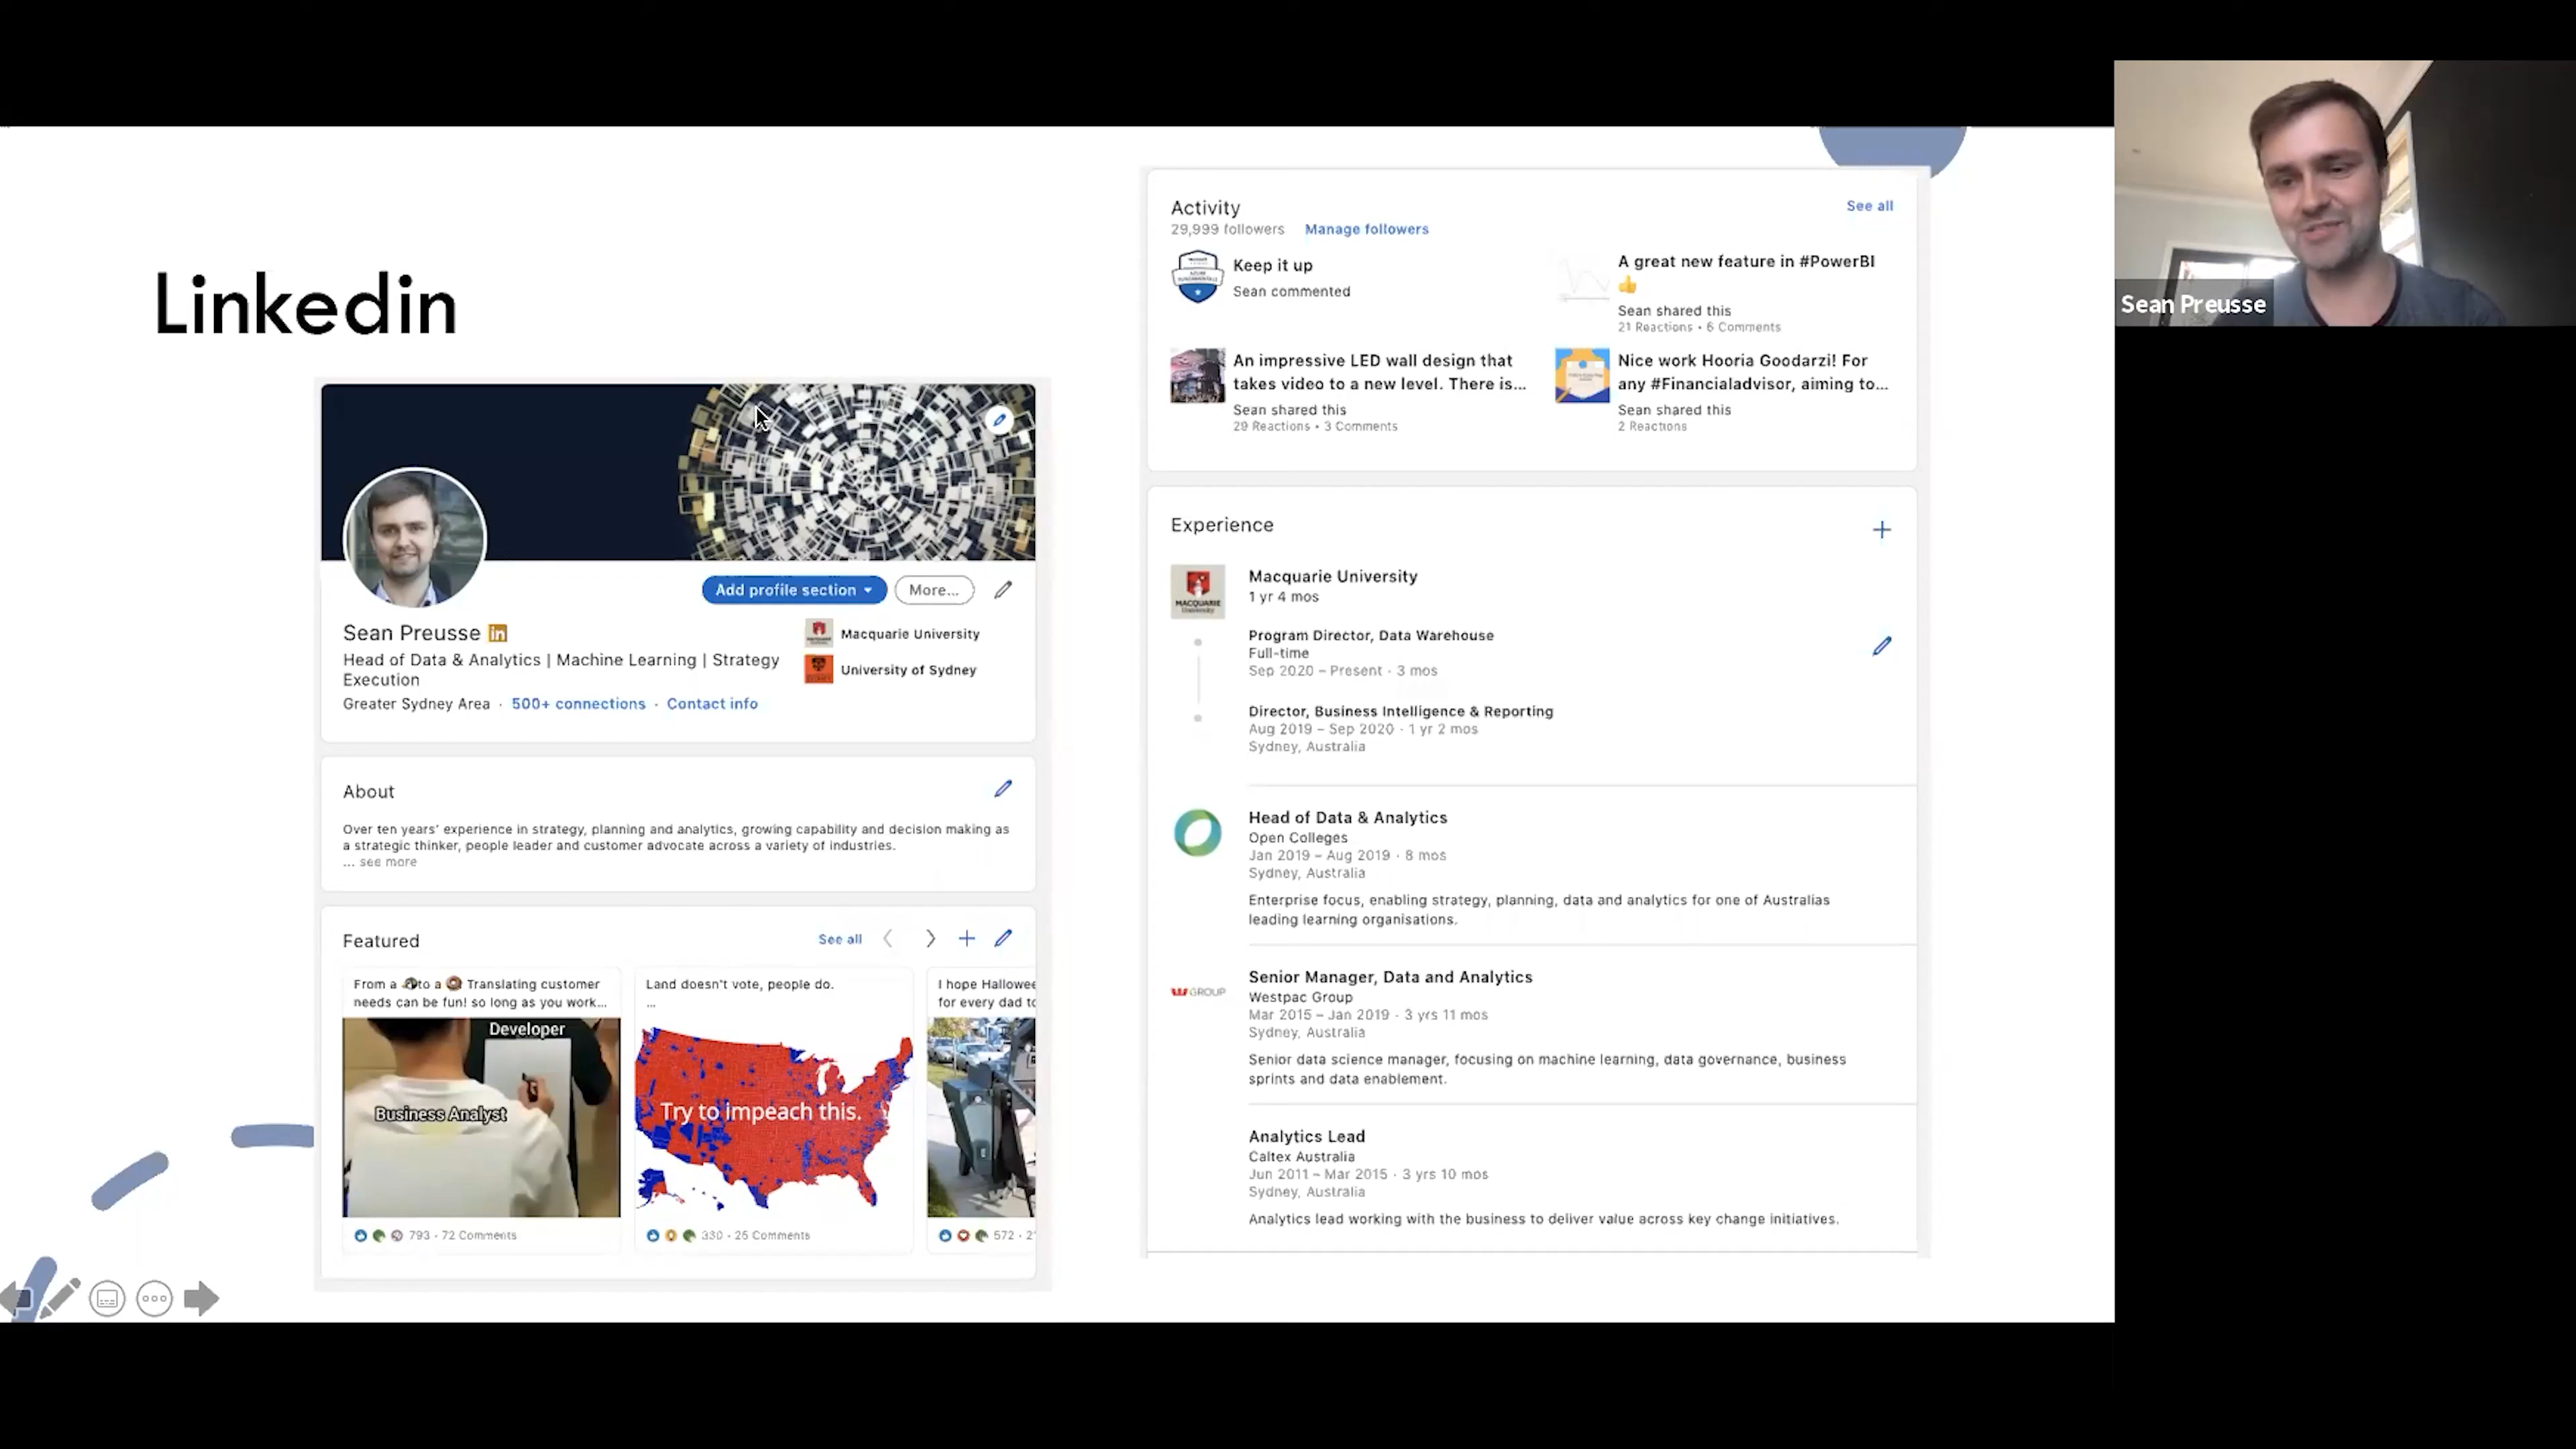 Linkedin
Sean Preusse in
Head of Data & Analytics | Machine Learning | Strategy
Execution
Greater Sydney Area · 500+ connections · Contact info
Add profile section
More...
Macquarie University
University of Sydney
About
Over ten years' experience in strategy, planning and analytics, growing capability and decision making as
a strategic thinker, people leader and customer advocate across a variety of industries.
... see more
Featured
See all
From a to a 🍩 Translating customer
needs can be fun! so long as you work...
Developer
Business Analyst
793 · 72 Comments
Land doesn't vote, people do.
...
Try to impeach this.
330 · 25 Comments
I hope Hallowee
for every dad to
572 ·
Activity
See all
29,999 followers Manage followers
Keep it up
Sean commented
A great new feature in #PowerBI
👍
Sean shared this
21 Reactions • 6 Comments
An impressive LED wall design that
takes video to a new level. There is...
Sean shared this
29 Reactions • 3 Comments
Nice work Hooria Goodarzi! For
any #Financialadvisor, aiming to...
Sean shared this
2 Reactions
Experience
MACQUARIE
University
Macquarie University
1 yr 4 mos
Program Director, Data Warehouse
Full-time
Sep 2020 – Present · 3 mos
Director, Business Intelligence & Reporting
Aug 2019 – Sep 2020 · 1 yr 2 mos
Sydney, Australia
Head of Data & Analytics
Open Colleges
Jan 2019 – Aug 2019 · 8 mos
Sydney, Australia
Enterprise focus, enabling strategy, planning, data and analytics for one of Australias
leading learning organisations.
GROUP
Senior Manager, Data and Analytics
Westpac Group
Mar 2015 – Jan 2019 · 3 yrs 11 mos
Sydney, Australia
Senior data science manager, focusing on machine learning, data governance, business
sprints and data enablement.
Analytics Lead
Caltex Australia
Jun 2011 – Mar 2015 · 3 yrs 10 mos
Sydney, Australia
Analytics lead working with the business to deliver value across key change initiatives.
Sean Preusse